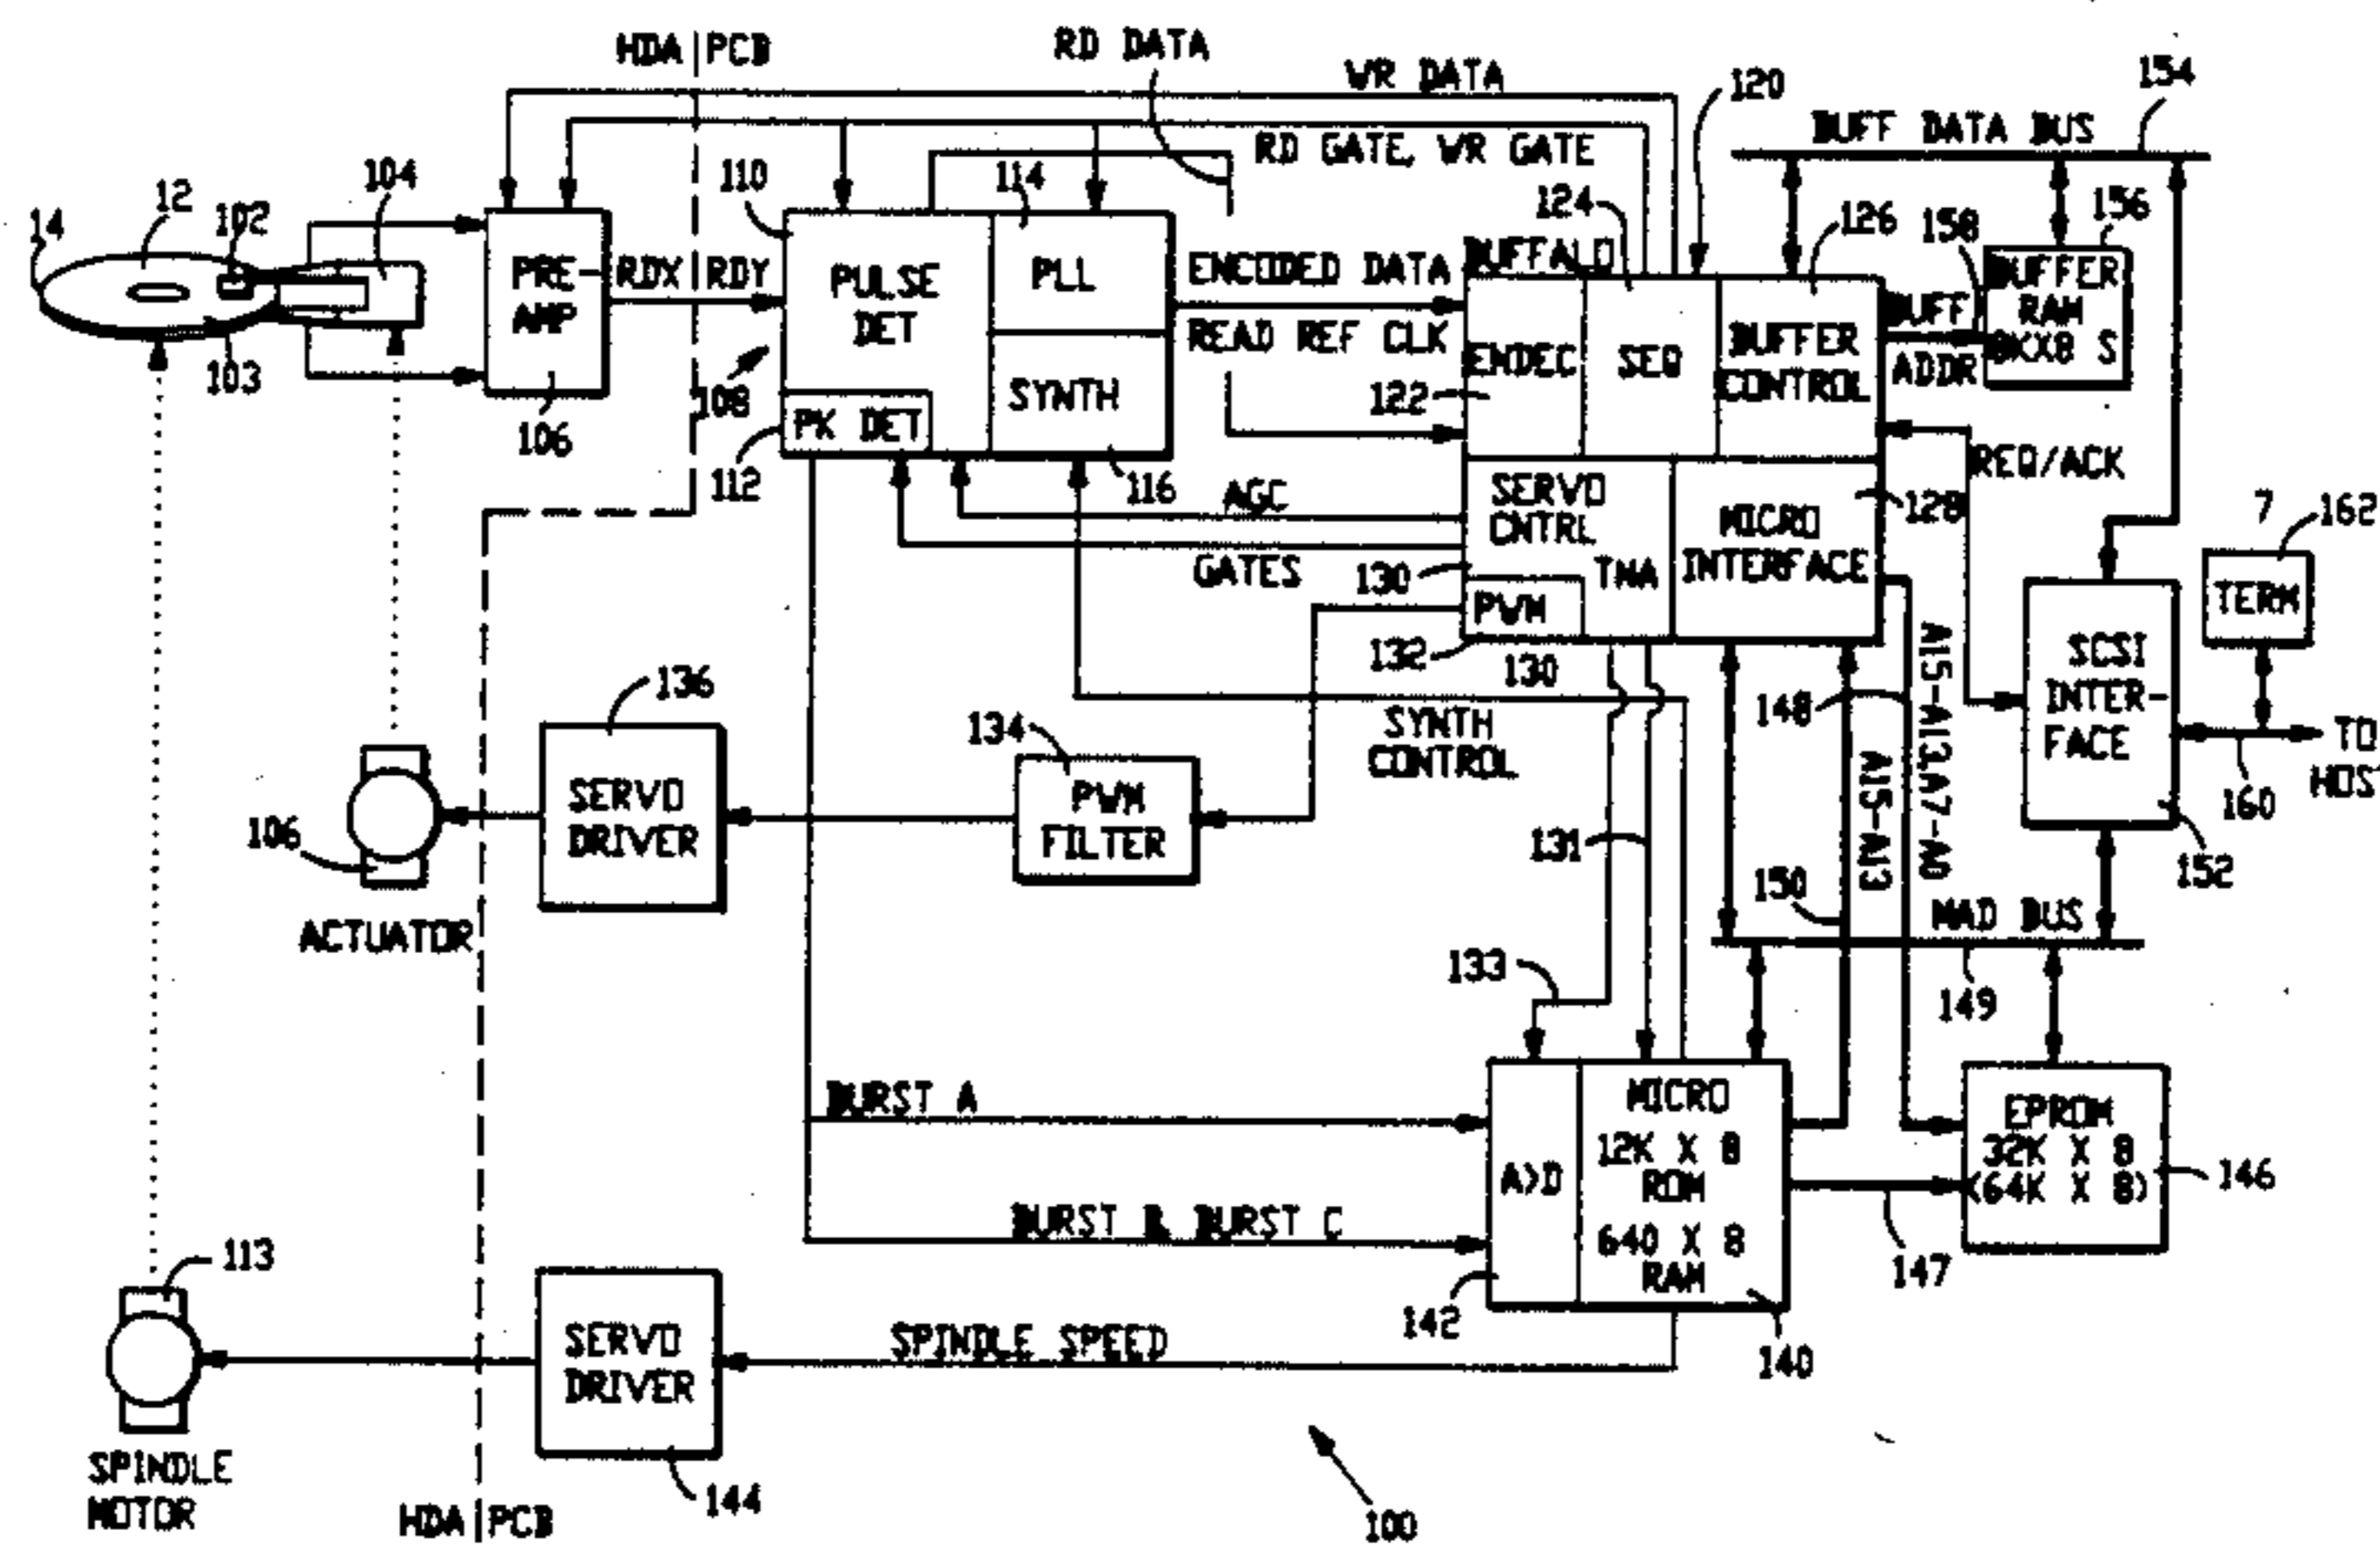 HDA PCB
RD DATA
WR DATA
120
154
BUFF DATA BUS
RD GATE, WR GATE
14
12
102
104
110
114
124
126
158
156
BUFFALO
PRE-
AMP
RDX RDY
PULSE
DET
PLL
ENCODED DATA
READ REF CLK
ENDEC
SEQ
BUFFER
CONTROL
BUFF
ADDR
BUFFER
RAM
103
106
108
PK DET
SYNTH
122
112
116
REQ/ACK
AGC
GATES
SERVO
CNTRL
TMA
MICRO
INTERFACE
128
7
162
TERM
130
PWM
132
130
SCSI
INTER-
FACE
TO
160
152
136
134
SYNTH
CONTROL
148
A15-A13,A7-A0
A15-A13
SERVO
DRIVER
PWM
FILTER
106
ACTUATOR
131
150
MAD BUS
133
149
BURST A
MICRO
12K X 8
ROM
640 X 8
RAM
A>D
EPROM
32K X 8
(64K X 8)
146
BURST B, BURST C
147
142
140
113
SERVO
DRIVER
SPINDLE SPEED
SPINDLE
MOTOR
144
HDA PCB
100